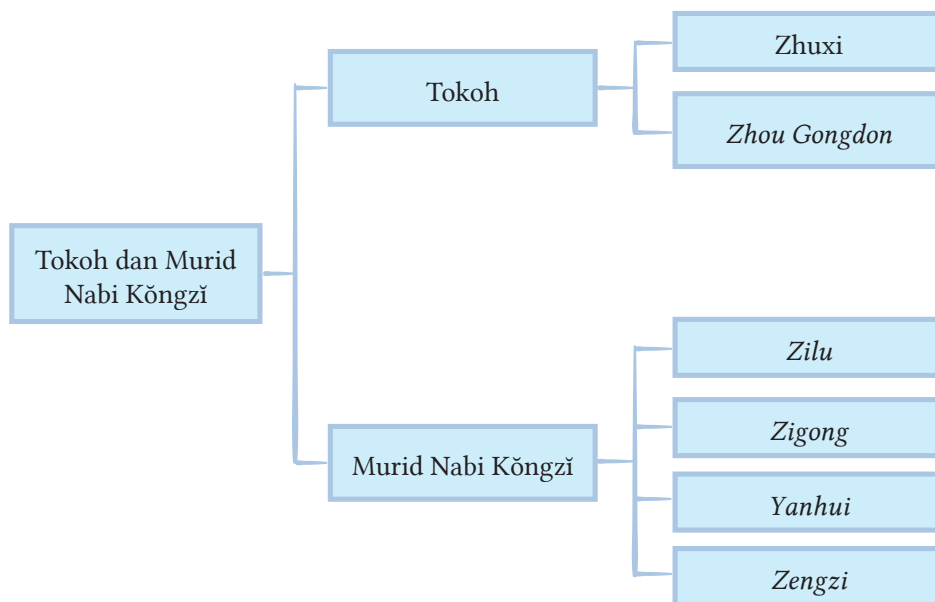 Tokoh dan Murid
Nabi Kŏngzĭ
Tokoh
Zhuxi
Zhou Gongdon
Murid Nabi Kŏngzĭ
Zilu
Zigong
Yanhui
Zengzi